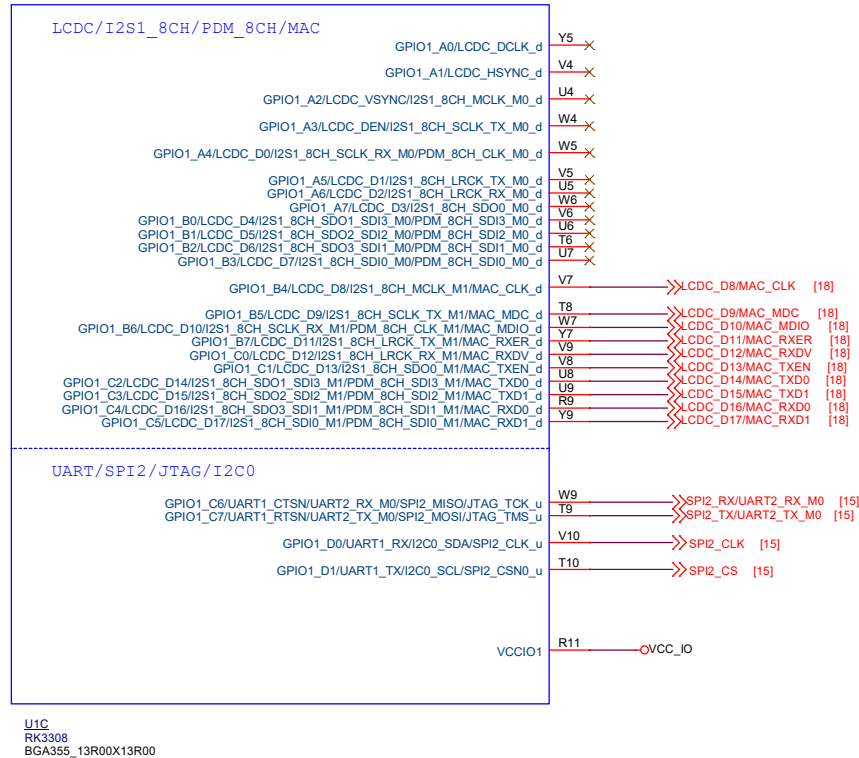 LCDC/I2S1_8CH/PDM_8CH/MAC
GPIO1_A0/LCDC_DCLK_d Y5
GPIO1_A1/LCDC_HSYNC_d V4
GPIO1_A2/LCDC_VSYNC/I2S1_8CH_MCLK_M0_d U4
GPIO1_A3/LCDC_DEN/I2S1_8CH_SCLK_TX_M0_d W4
GPIO1_A4/LCDC_D0/I2S1_8CH_SCLK_RX_M0/PDM_8CH_CLK_M0_d W5
GPIO1_A5/LCDC_D1/I2S1_8CH_LRCK_TX_M0_d V5
GPIO1_A6/LCDC_D2/I2S1_8CH_LRCK_RX_M0_d U5
GPIO1_A7/LCDC_D3/I2S1_8CH_SDO0_M0_d W6
GPIO1_B0/LCDC_D4/I2S1_8CH_SDO1_SDI3_M0/PDM_8CH_SDI3_M0_d V6
GPIO1_B1/LCDC_D5/I2S1_8CH_SDO2_SDI2_M0/PDM_8CH_SDI2_M0_d U6
GPIO1_B2/LCDC_D6/I2S1_8CH_SDO3_SDI1_M0/PDM_8CH_SDI1_M0_d T6
GPIO1_B3/LCDC_D7/I2S1_8CH_SDI0_M0/PDM_8CH_SDI0_M0_d U7
GPIO1_B4/LCDC_D8/I2S1_8CH_MCLK_M1/MAC_CLK_d V7 LCDC_D8/MAC_CLK [18]
GPIO1_B5/LCDC_D9/I2S1_8CH_SCLK_TX_M1/MAC_MDC_d T8 LCDC_D9/MAC_MDC [18]
GPIO1_B6/LCDC_D10/I2S1_8CH_SCLK_RX_M1/PDM_8CH_CLK_M1/MAC_MDIO_d W7 LCDC_D10/MAC_MDIO [18]
GPIO1_B7/LCDC_D11/I2S1_8CH_LRCK_TX_M1/MAC_RXER_d Y7 LCDC_D11/MAC_RXER [18]
GPIO1_C0/LCDC_D12/I2S1_8CH_LRCK_RX_M1/MAC_RXDV_d V9 LCDC_D12/MAC_RXDV [18]
GPIO1_C1/LCDC_D13/I2S1_8CH_SDO0_M1/MAC_TXEN_d V8 LCDC_D13/MAC_TXEN [18]
GPIO1_C2/LCDC_D14/I2S1_8CH_SDO1_SDI3_M1/PDM_8CH_SDI3_M1/MAC_TXD0_d U8 LCDC_D14/MAC_TXD0 [18]
GPIO1_C3/LCDC_D15/I2S1_8CH_SDO2_SDI2_M1/PDM_8CH_SDI2_M1/MAC_TXD1_d U9 LCDC_D15/MAC_TXD1 [18]
GPIO1_C4/LCDC_D16/I2S1_8CH_SDO3_SDI1_M1/PDM_8CH_SDI1_M1/MAC_RXD0_d R9 LCDC_D16/MAC_RXD0 [18]
GPIO1_C5/LCDC_D17/I2S1_8CH_SDI0_M1/PDM_8CH_SDI0_M1/MAC_RXD1_d Y9 LCDC_D17/MAC_RXD1 [18]
UART/SPI2/JTAG/I2C0
GPIO1_C6/UART1_CTSN/UART2_RX_M0/SPI2_MISO/JTAG_TCK_u W9 SPI2_RX/UART2_RX_M0 [15]
GPIO1_C7/UART1_RTSN/UART2_TX_M0/SPI2_MOSI/JTAG_TMS_u T9 SPI2_TX/UART2_TX_M0 [15]
GPIO1_D0/UART1_RX/I2C0_SDA/SPI2_CLK_u V10 SPI2_CLK [15]
GPIO1_D1/UART1_TX/I2C0_SCL/SPI2_CSN0_u T10 SPI2_CS [15]
VCCIO1 R11 VCC_IO
U1C
RK3308
BGA355_13R00X13R00